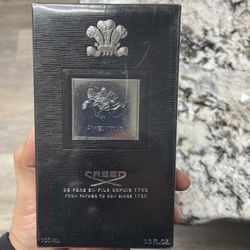 AVENTUS
CREED
DE PÈRE EN FILS DEPUIS 1760
FROM FATHER TO SON SINCE 1760
100 ML
3.3 FL.OZ.